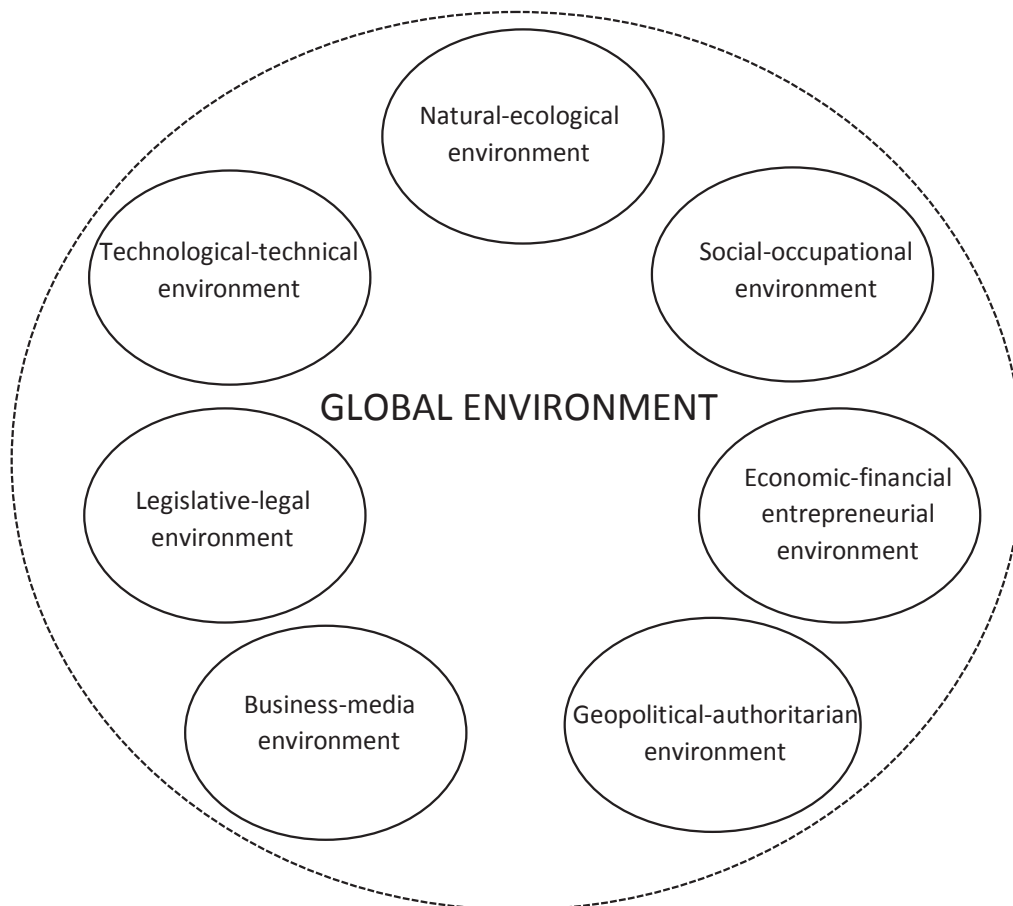 Natural-ecological
environment
Technological-technical
environment
Social-occupational
environment
GLOBAL ENVIRONMENT
Legislative-legal
environment
Economic-financial
entrepreneurial
environment
Business-media
environment
Geopolitical-authoritarian
environment